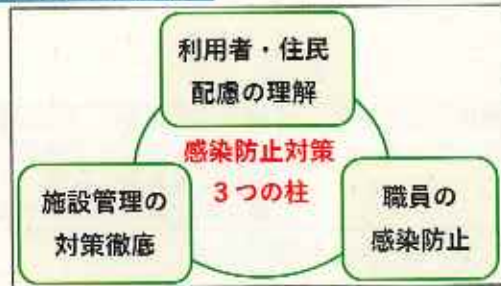 利用者・住民
配慮の理解
感染防止対策
3つの柱
施設管理の
対策徹底
職員の
感染防止